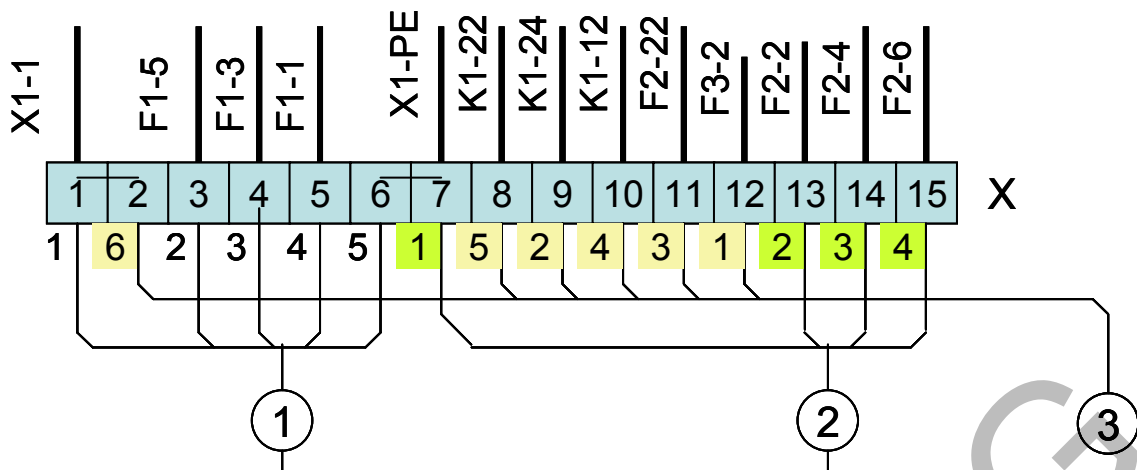 X1-1 F1-5 F1-3 F1-1 X1-PE K1-22 K1-24 K1-12 F2-22 F3-2 F2-2 F2-4 F2-6
1 2 3 4 5 6 7 8 9 10 11 12 13 14 15 X
1 6 2 3 4 5 1 5 2 4 3 1 2 3 4
1 2 3